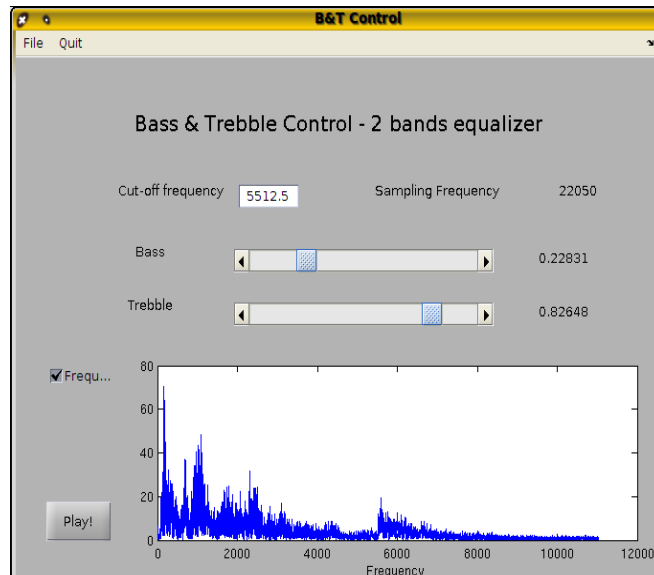 B&T Control
File Quit
Bass & Trebble Control - 2 bands equalizer
Cut-off frequency 5512.5 Sampling Frequency 22050
Bass 0.22831
Trebble 0.82648
Frequ...
80
60
40
20
0
Play!
0 2000 4000 6000 8000 10000 12000
Frequency